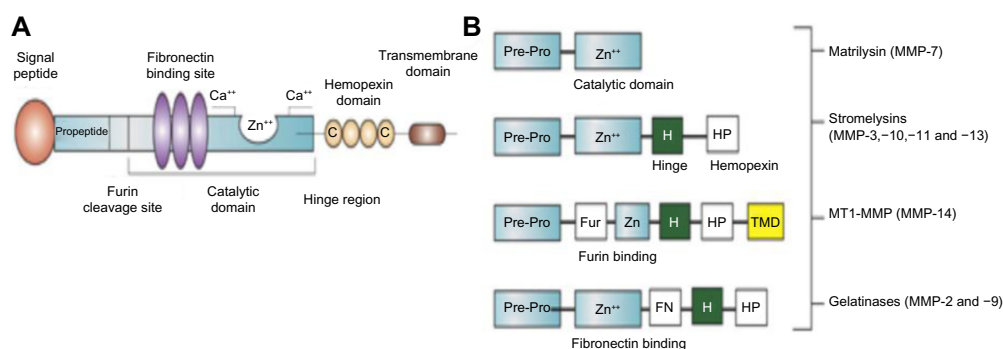 A
Signal
peptide
Fibronectin
binding site
Transmembrane
domain
Hemopexin
domain
Ca++
Ca++
Propeptide
Zn++
C
C
Furin
cleavage site
Catalytic
domain
Hinge region
B
Pre-Pro
Zn++
Catalytic domain
Matrilysin (MMP-7)
Pre-Pro
Zn++
H
HP
Hinge
Hemopexin
Stromelysins
(MMP-3,−10,−11 and −13)
Pre-Pro
Fur
Zn
H
HP
TMD
Furin binding
MT1-MMP (MMP-14)
Pre-Pro
Zn++
FN
H
HP
Fibronectin binding
Gelatinases (MMP-2 and −9)